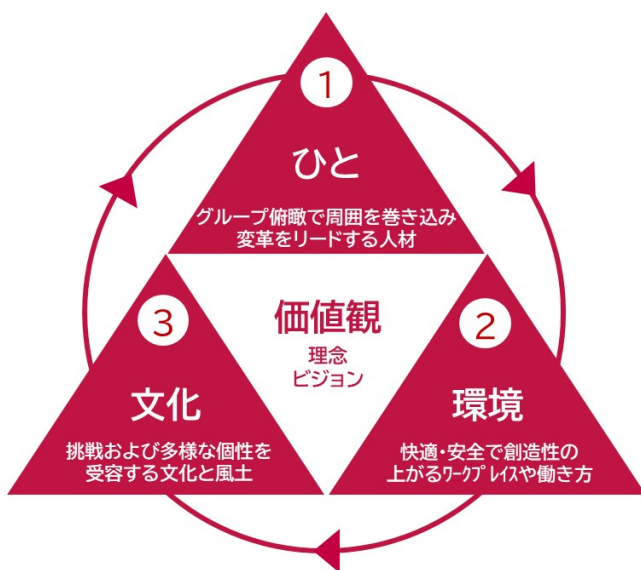 1
ひと
グループ俯瞰で周囲を巻き込み
変革をリードする人材
価値観
理念
ビジョン
3
文化
挑戦および多様な個性を
受容する文化と風土
2
環境
快適・安全で創造性の
上がるﾜｰｸﾌﾟﾚｲｽや働き方